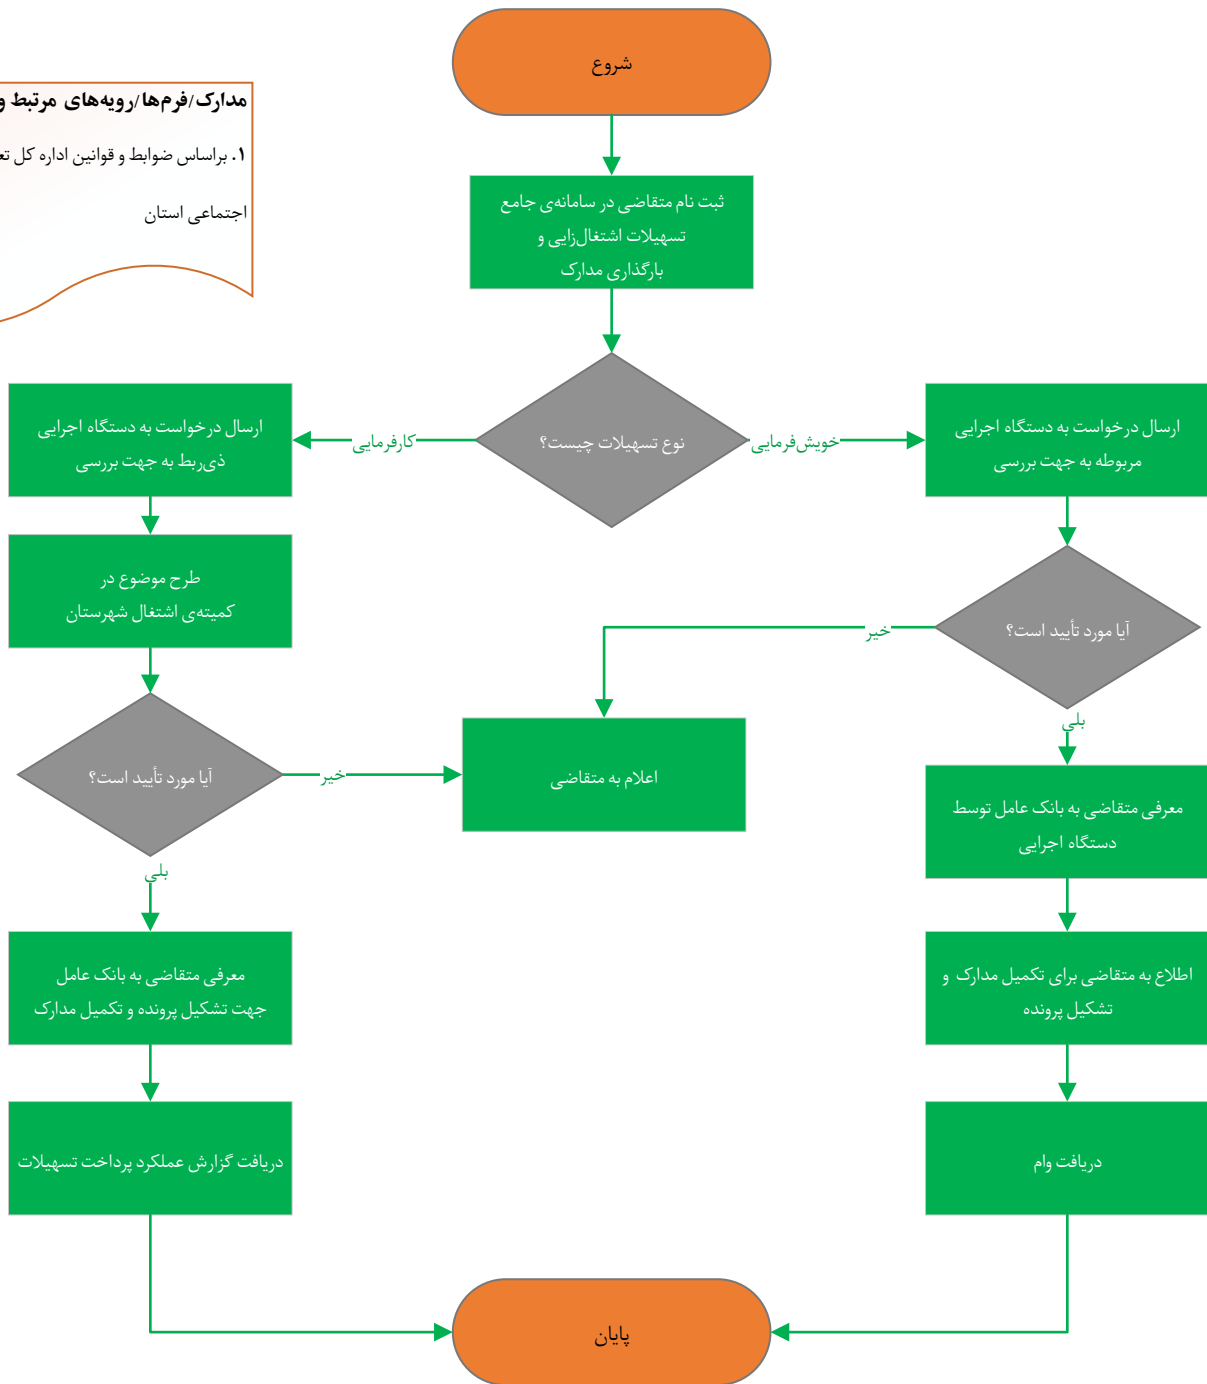 شروع
مدارک/فرم‌ها/رویه‌های مرتبط و
۱. براساس ضوابط و قوانین اداره کل
اجتماعی استان
ثبت نام متقاضی در سامانه‌ی جامع
تسهیلات اشتغال‌زایی و
بارگذاری مدارک
نوع تسهیلات چیست؟
خویش‌فرمایی
کارفرمایی
ارسال درخواست به دستگاه اجرایی
مربوطه به جهت بررسی
ارسال درخواست به دستگاه اجرایی
ذی‌ربط به جهت بررسی
طرح موضوع در
کمیته‌ی اشتغال شهرستان
آیا مورد تأیید است؟
خیر
بلی
آیا مورد تأیید است؟
خیر
بلی
اعلام به متقاضی
معرفی متقاضی به بانک عامل توسط
دستگاه اجرایی
اطلاع به متقاضی برای تکمیل مدارک و
تشکیل پرونده
معرفی متقاضی به بانک عامل
جهت تشکیل پرونده و تکمیل مدارک
دریافت وام
دریافت گزارش عملکرد پرداخت تسهیلات
پایان